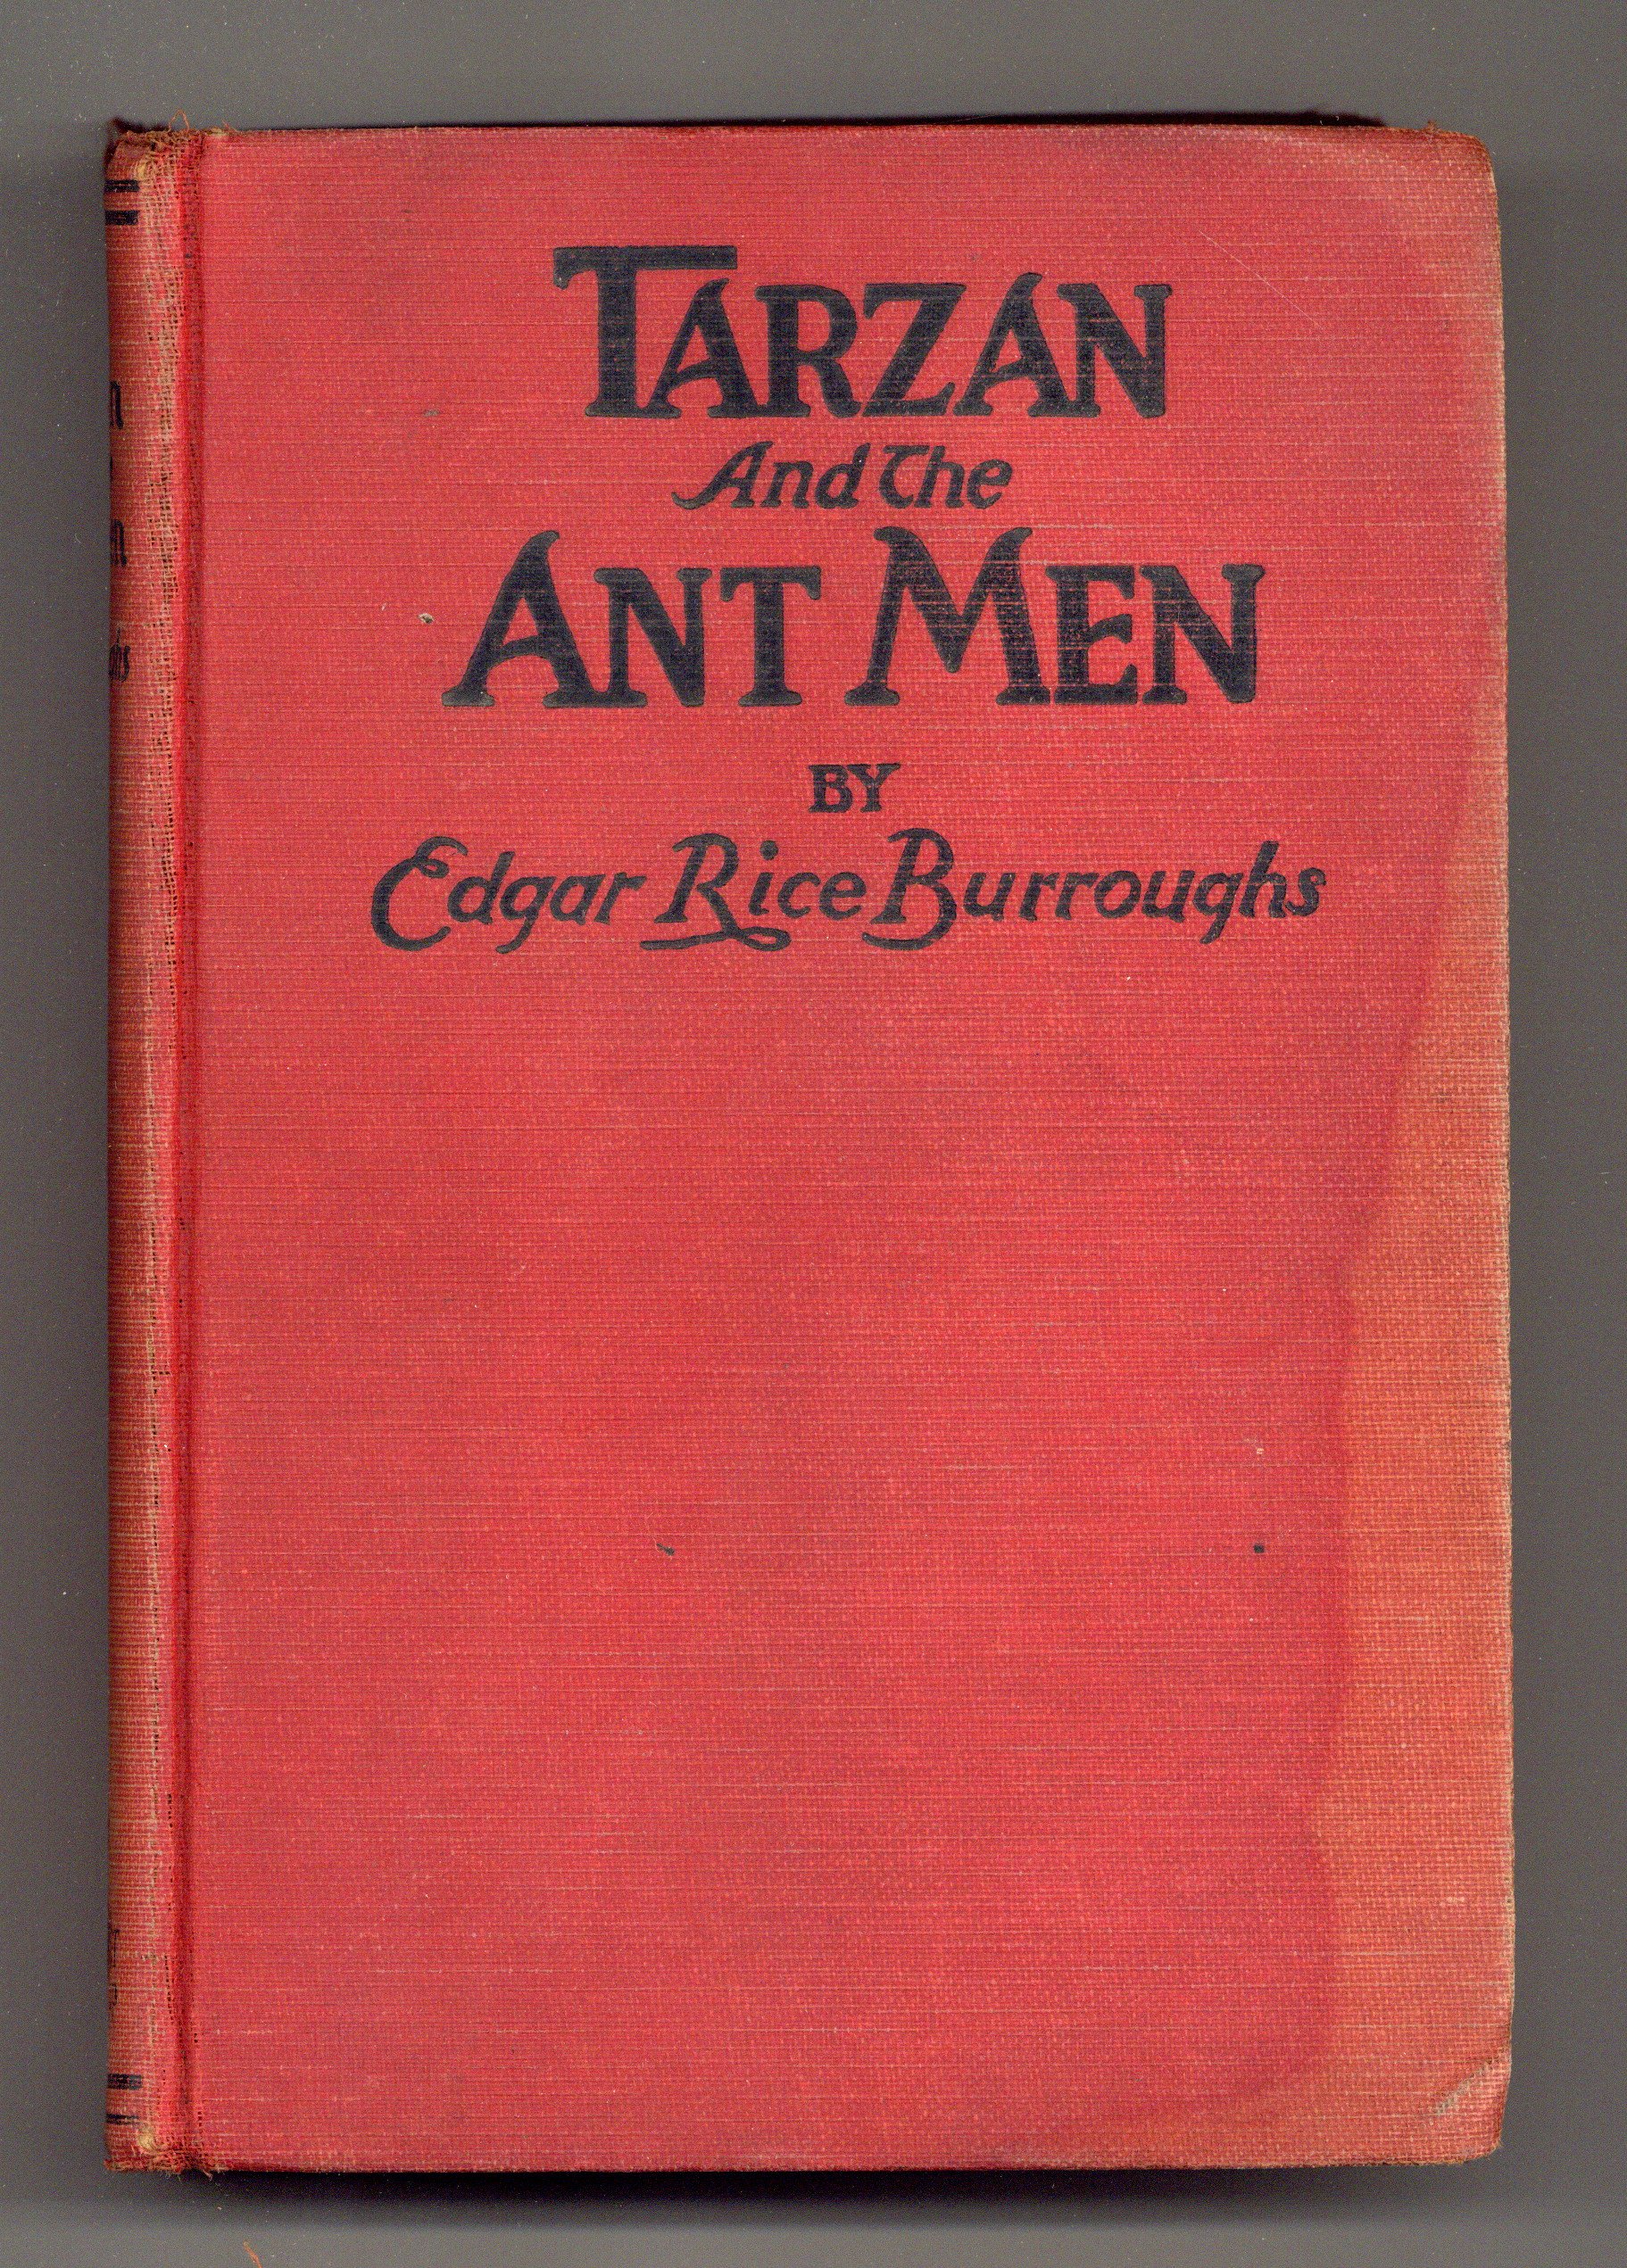 TARZAN
And The
ANT MEN
BY
Edgar Rice Burroughs